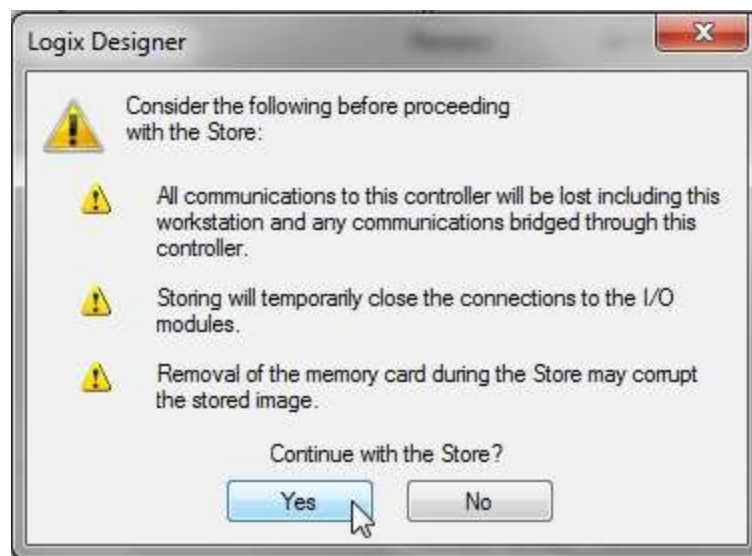 Logix Designer
Consider the following before proceeding
with the Store:
All communications to this controller will be lost including this
workstation and any communications bridged through this
controller.
Storing will temporarily close the connections to the I/O
modules.
Removal of the memory card during the Store may corrupt
the stored image.
Continue with the Store?
Yes
No